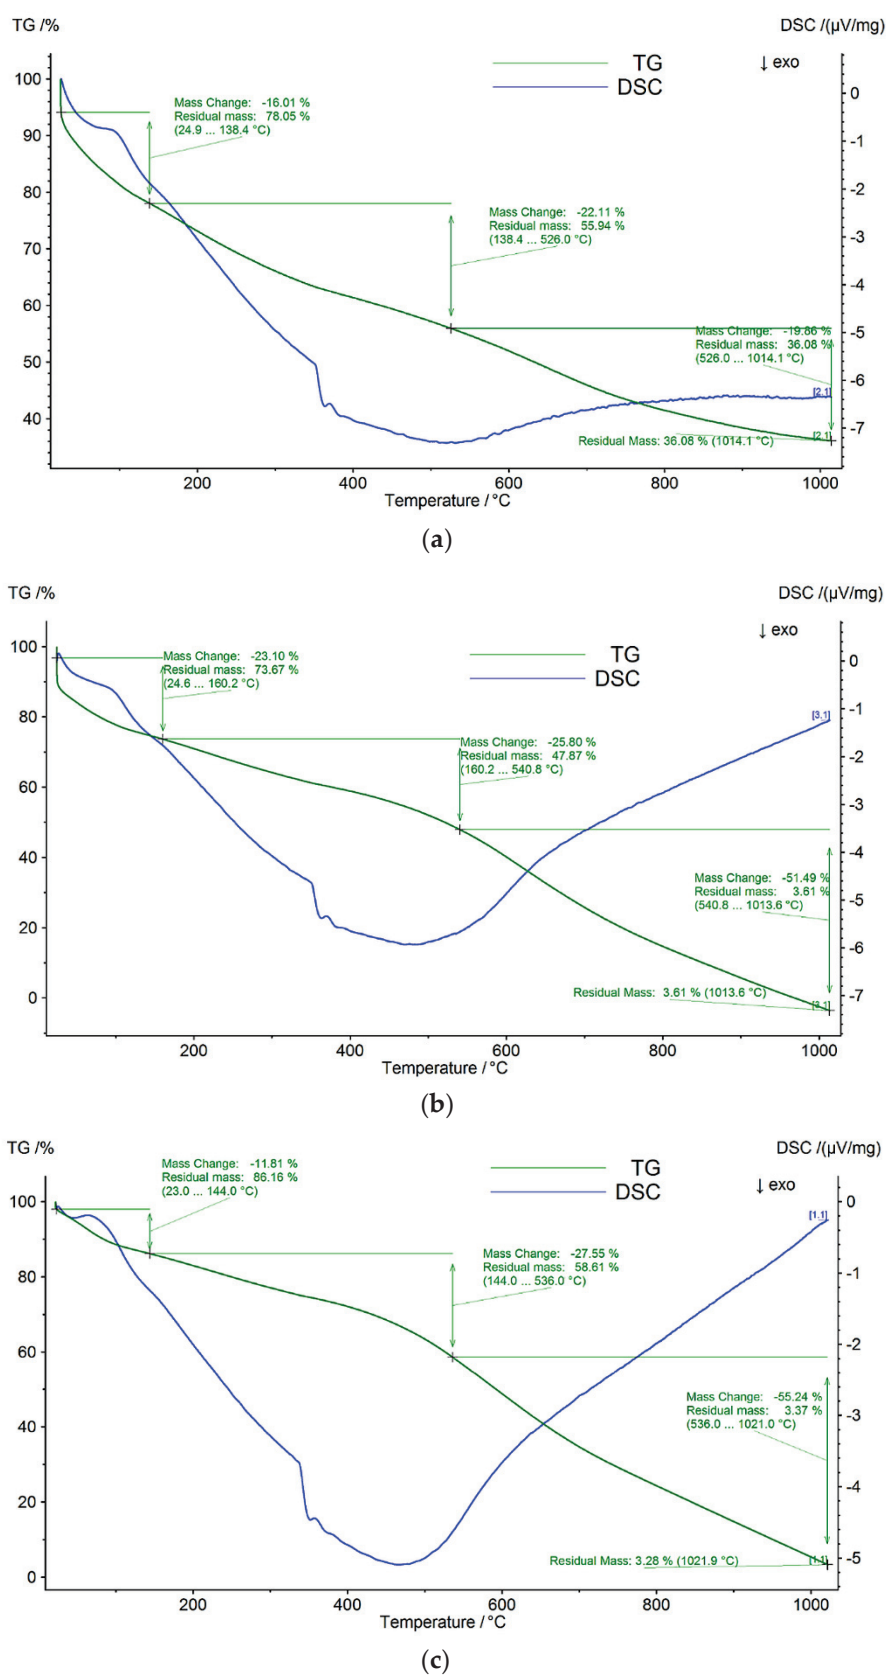 TG /%
DSC /(µV/mg)
TG
DSC
↓ exo
Mass Change: -16.01 %
Residual mass: 78.05 %
(24.9 ... 138.4 °C)
Mass Change: -22.11 %
Residual mass: 55.94 %
(138.4 ... 526.0 °C)
Mass Change: -19.86 %
Residual mass: 36.08 %
(526.0 ... 1014.1 °C)
[2.1]
[2.1]
Residual Mass: 36.08 % (1014.1 °C)
100
90
80
70
60
50
40
0
-1
-2
-3
-4
-5
-6
-7
200 400 600 800 1000
Temperature / °C
(a)
TG /%
DSC /(µV/mg)
TG
DSC
↓ exo
Mass Change: -23.10 %
Residual mass: 73.67 %
(24.6 ... 160.2 °C)
[3.1]
Mass Change: -25.80 %
Residual mass: 47.87 %
(160.2 ... 540.8 °C)
Mass Change: -51.49 %
Residual mass: 3.61 %
(540.8 ... 1013.6 °C)
Residual Mass: 3.61 % (1013.6 °C)
[3.1]
100
80
60
40
20
0
0
-1
-2
-3
-4
-5
-6
-7
200 400 600 800 1000
Temperature / °C
(b)
TG /%
DSC /(µV/mg)
Mass Change: -11.81 %
Residual mass: 86.16 %
(23.0 ... 144.0 °C)
TG
DSC
↓ exo
[1.1]
Mass Change: -27.55 %
Residual mass: 58.61 %
(144.0 ... 536.0 °C)
Mass Change: -55.24 %
Residual mass: 3.37 %
(536.0 ... 1021.0 °C)
Residual Mass: 3.28 % (1021.9 °C)
[1.1]
100
80
60
40
20
0
0
-1
-2
-3
-4
-5
200 400 600 800 1000
Temperature / °C
(c)